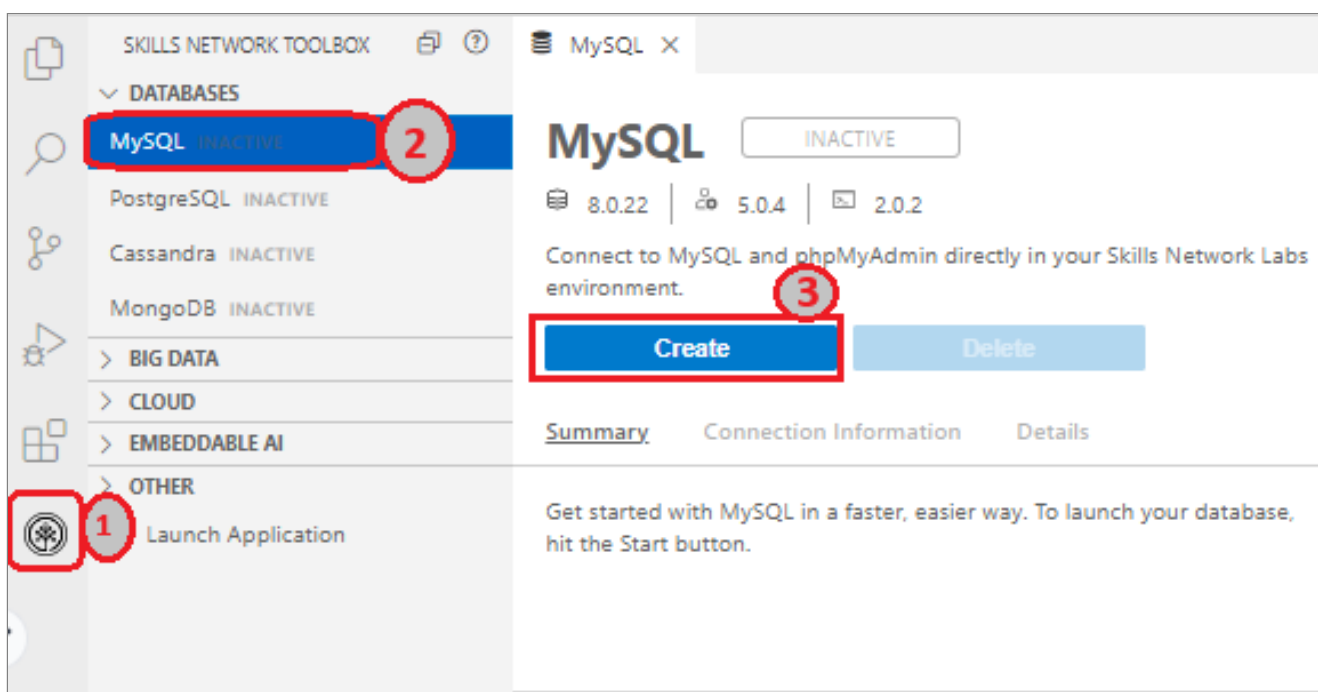 SKILLS NETWORK TOOLBOX
DATABASES
MySQL INACTIVE
2
PostgreSQL INACTIVE
Cassandra INACTIVE
MongoDB INACTIVE
BIG DATA
CLOUD
EMBEDDABLE AI
OTHER
1
Launch Application
MySQL
MySQL INACTIVE
8.0.22 5.0.4 2.0.2
Connect to MySQL and phpMyAdmin directly in your Skills Network Labs
environment.
3
Create Delete
Summary Connection Information Details
Get started with MySQL in a faster, easier way. To launch your database,
hit the Start button.